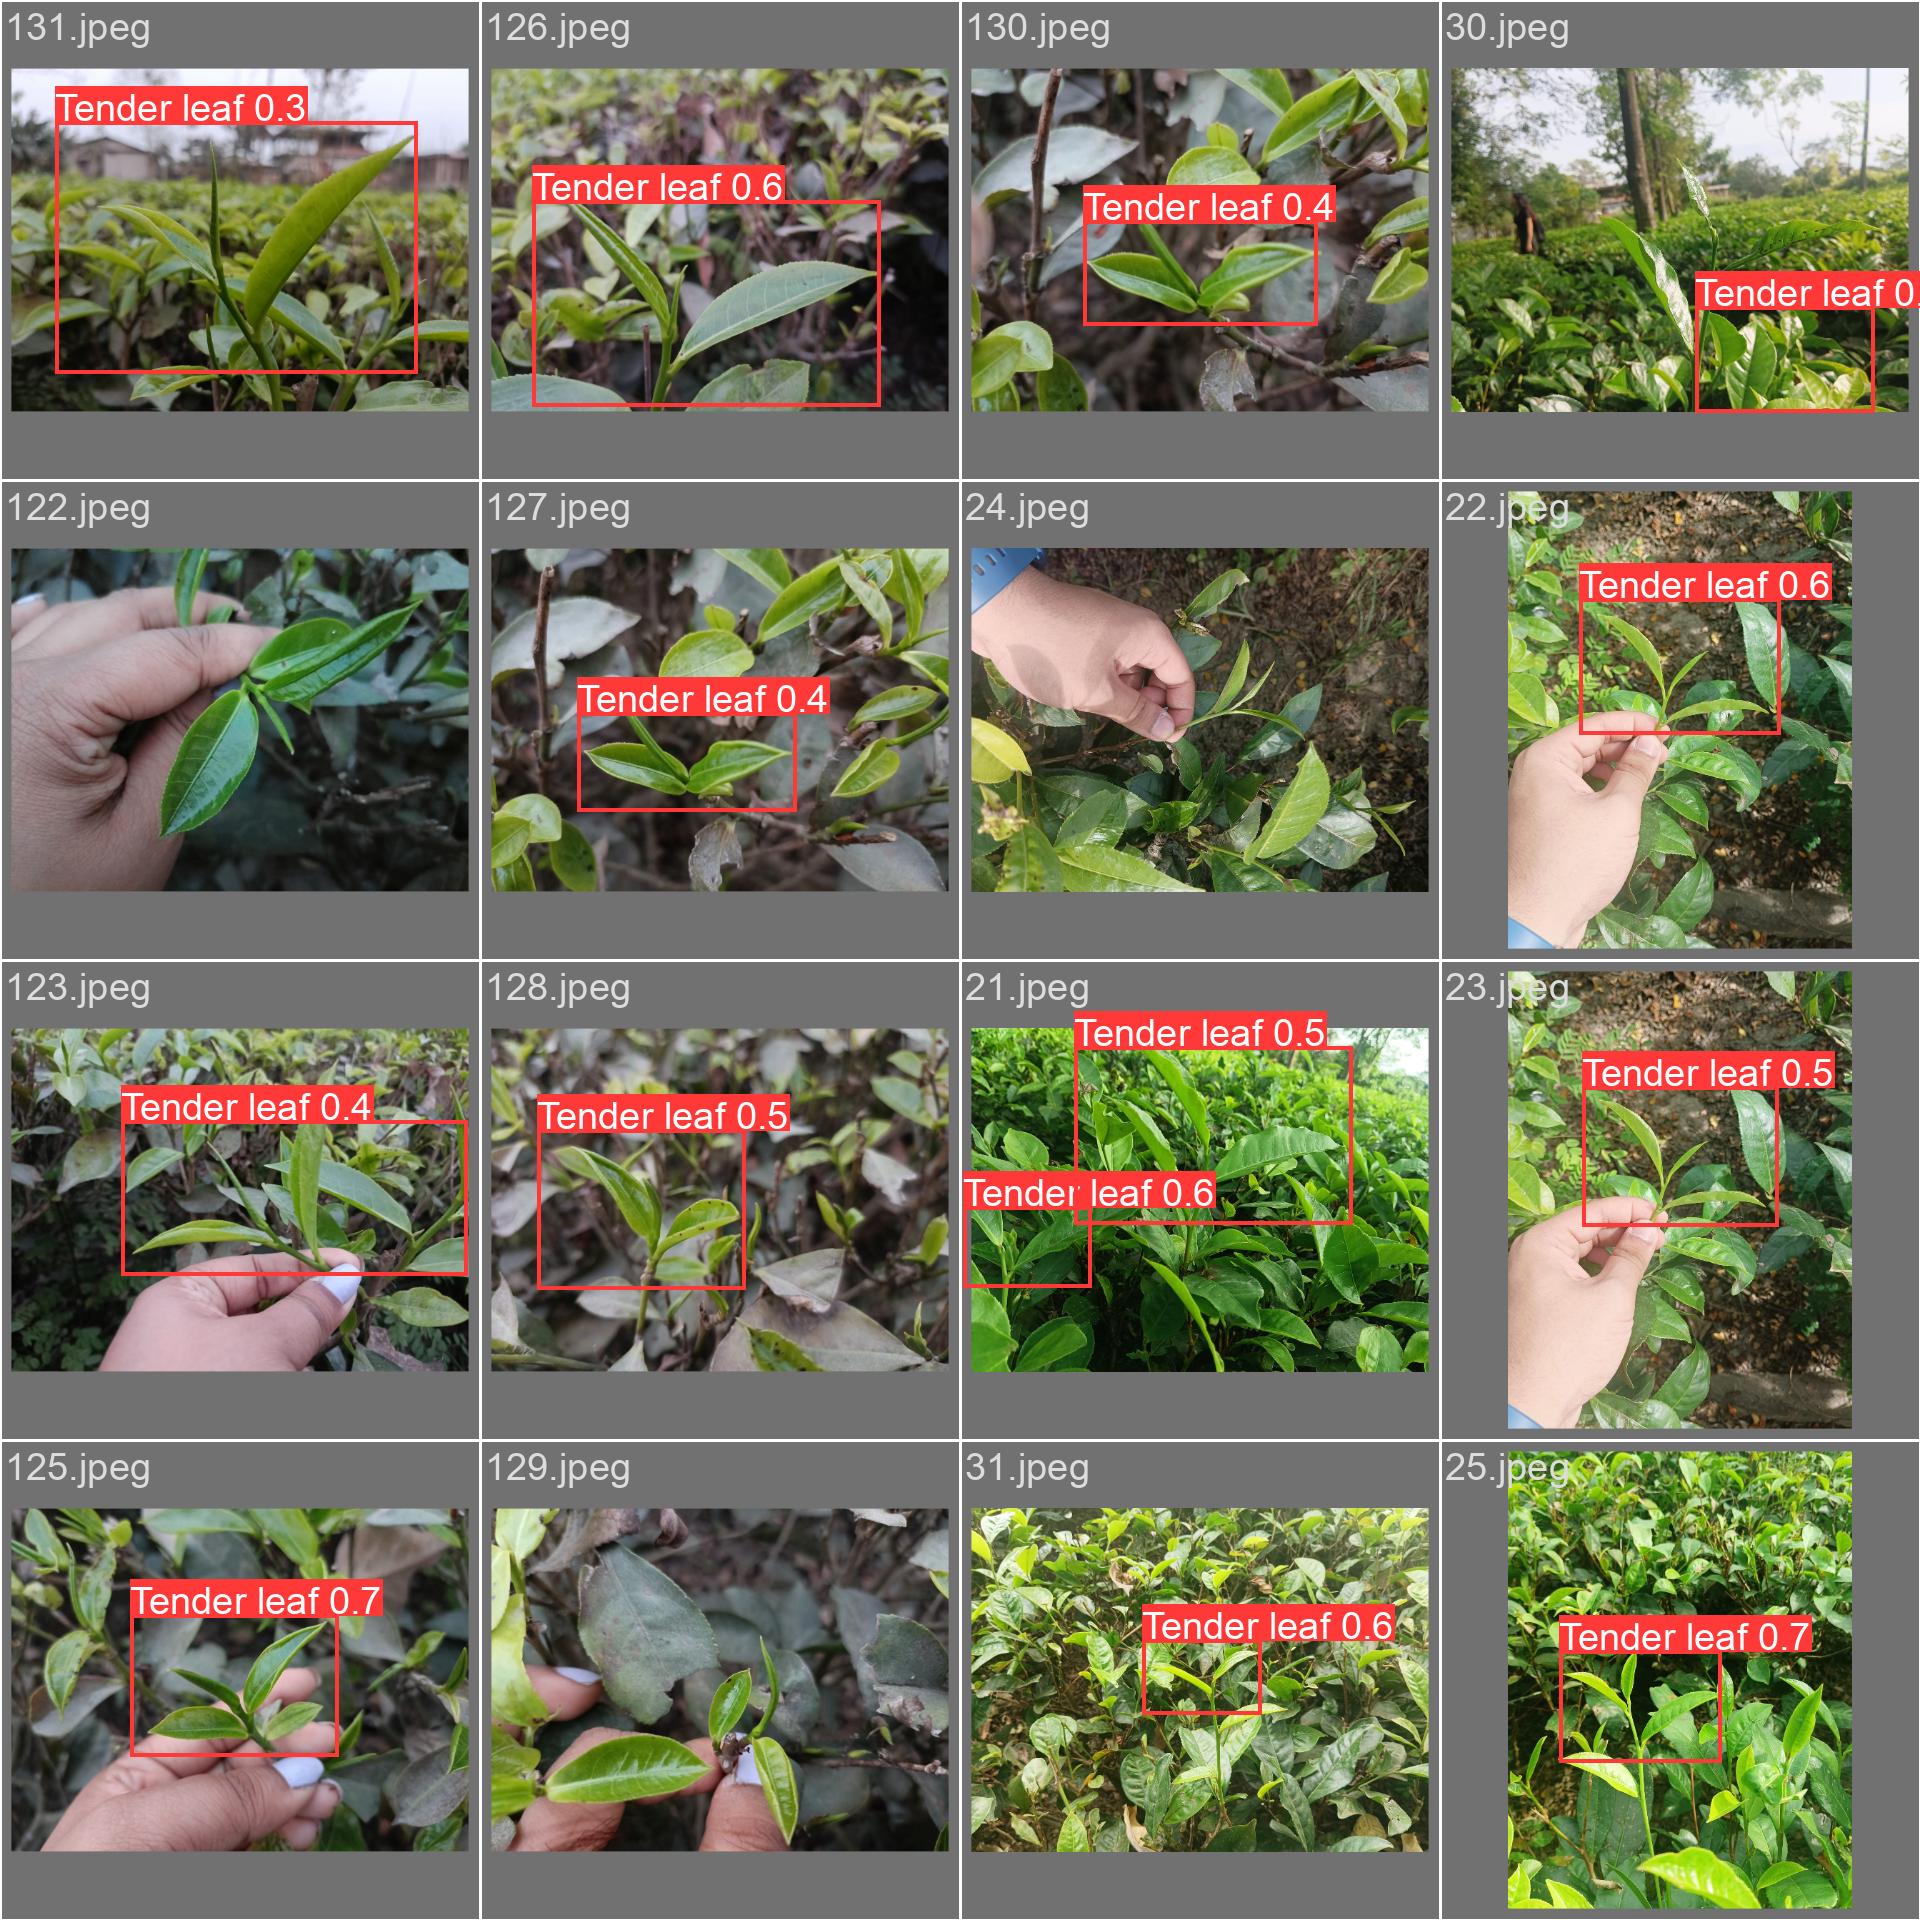 131.jpeg
126.jpeg
130.jpeg
30.jpeg
Tender leaf 0.3
Tender leaf 0.6
Tender leaf 0.4
Tender leaf 0.
122.jpeg
127.jpeg
24.jpeg
22.jpeg
Tender leaf 0.6
Tender leaf 0.4
123.jpeg
128.jpeg
21.jpeg
23.jpeg
Tender leaf 0.5
Tender leaf 0.5
Tender leaf 0.4
Tender leaf 0.5
Tender leaf 0.6
125.jpeg
129.jpeg
31.jpeg
25.jpeg
Tender leaf 0.7
Tender leaf 0.6
Tender leaf 0.7